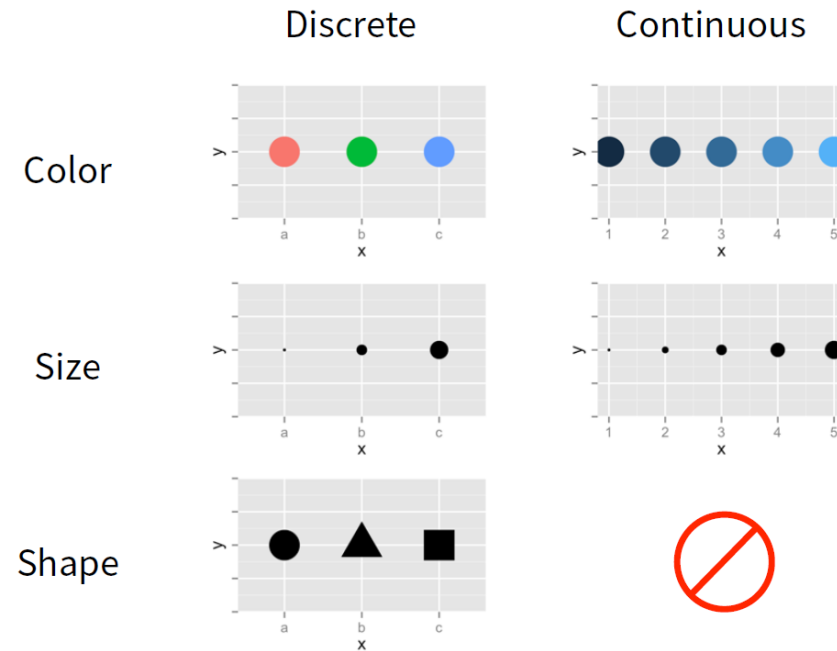 Discrete
Continuous
Color
y
a b c
x
y
1 2 3 4 5
x
Size
y
a b c
x
y
1 2 3 4 5
x
Shape
y
a b c
x